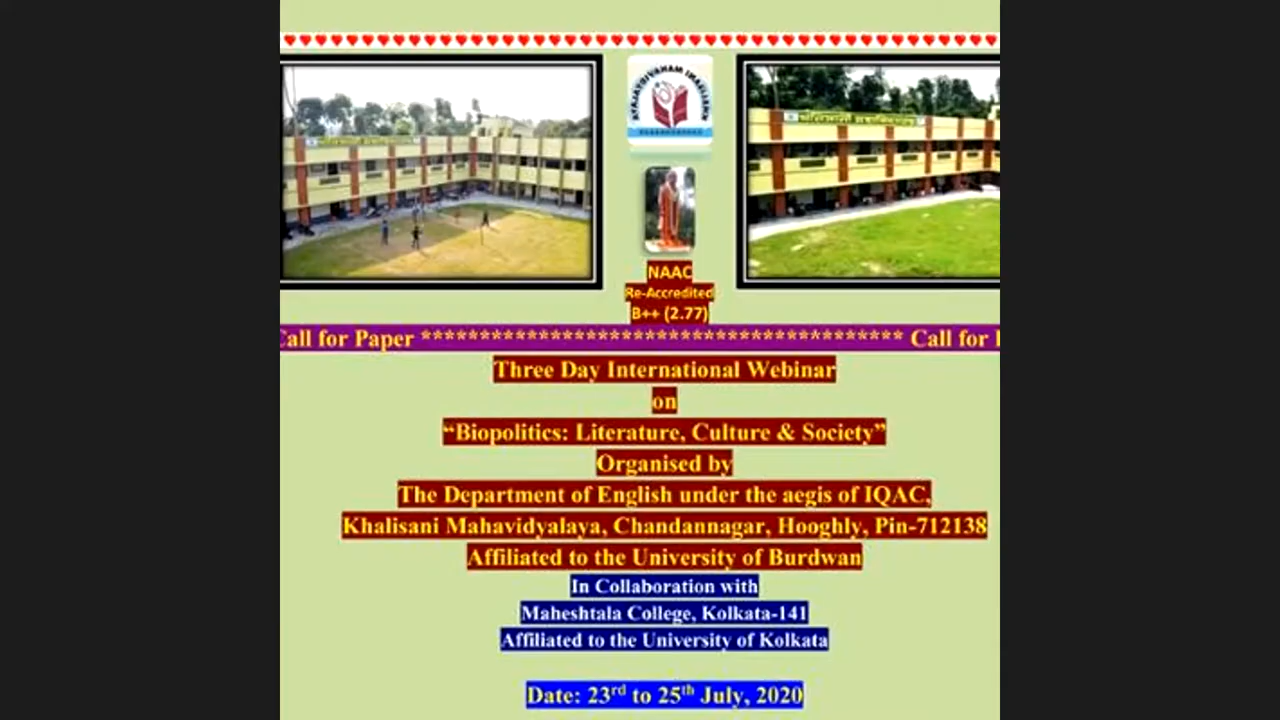 NAAC
Re-Accredited
B++ (2.77)
Call for Paper ***************************************** Call for
Three Day International Webinar
on
“Biopolitics: Literature, Culture & Society”
Organised by
The Department of English under the aegis of IQAC,
Khalisani Mahavidyalaya, Chandannagar, Hooghly, Pin-712138
Affiliated to the University of Burdwan
In Collaboration with
Maheshtala College, Kolkata-141
Affiliated to the University of Kolkata
Date: 23rd to 25th July, 2020